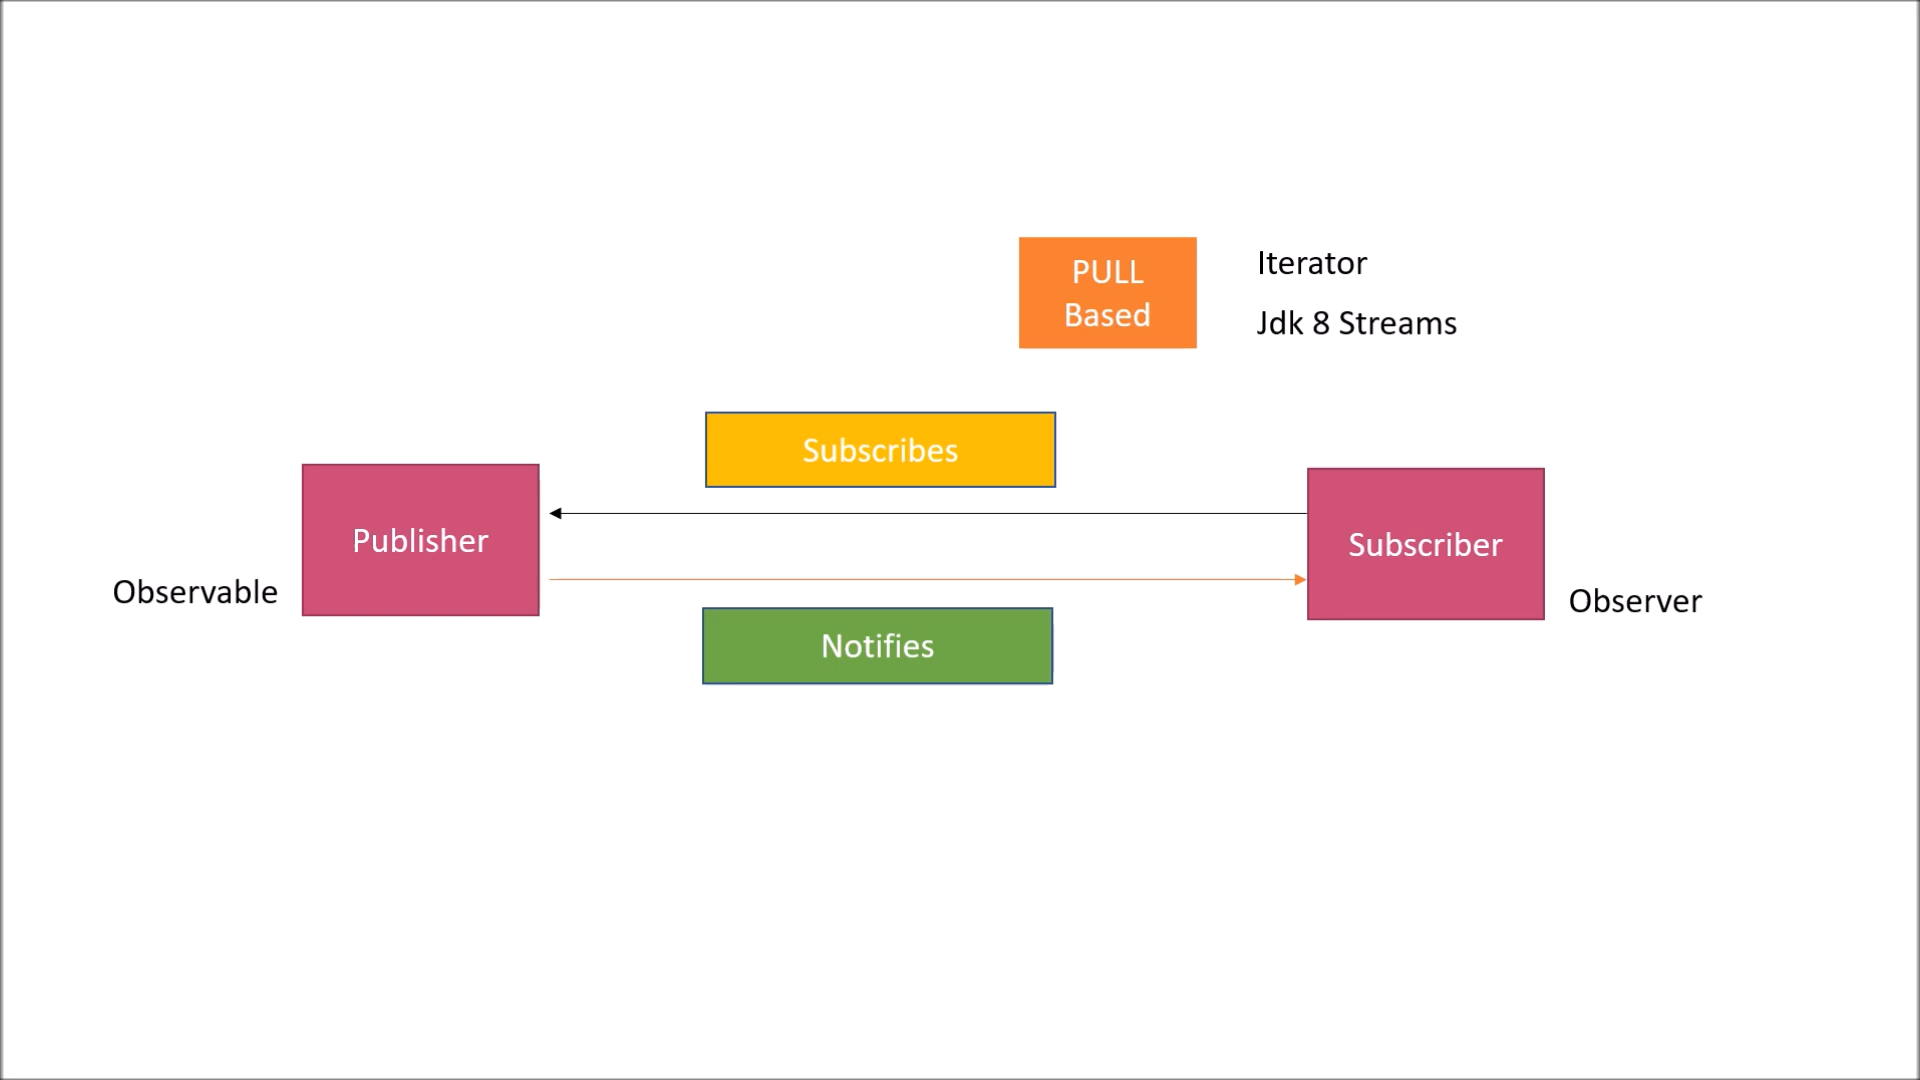 PULL
Based
Iterator
Jdk 8 Streams
Subscribes
Publisher
Subscriber
Observable
Observer
Notifies